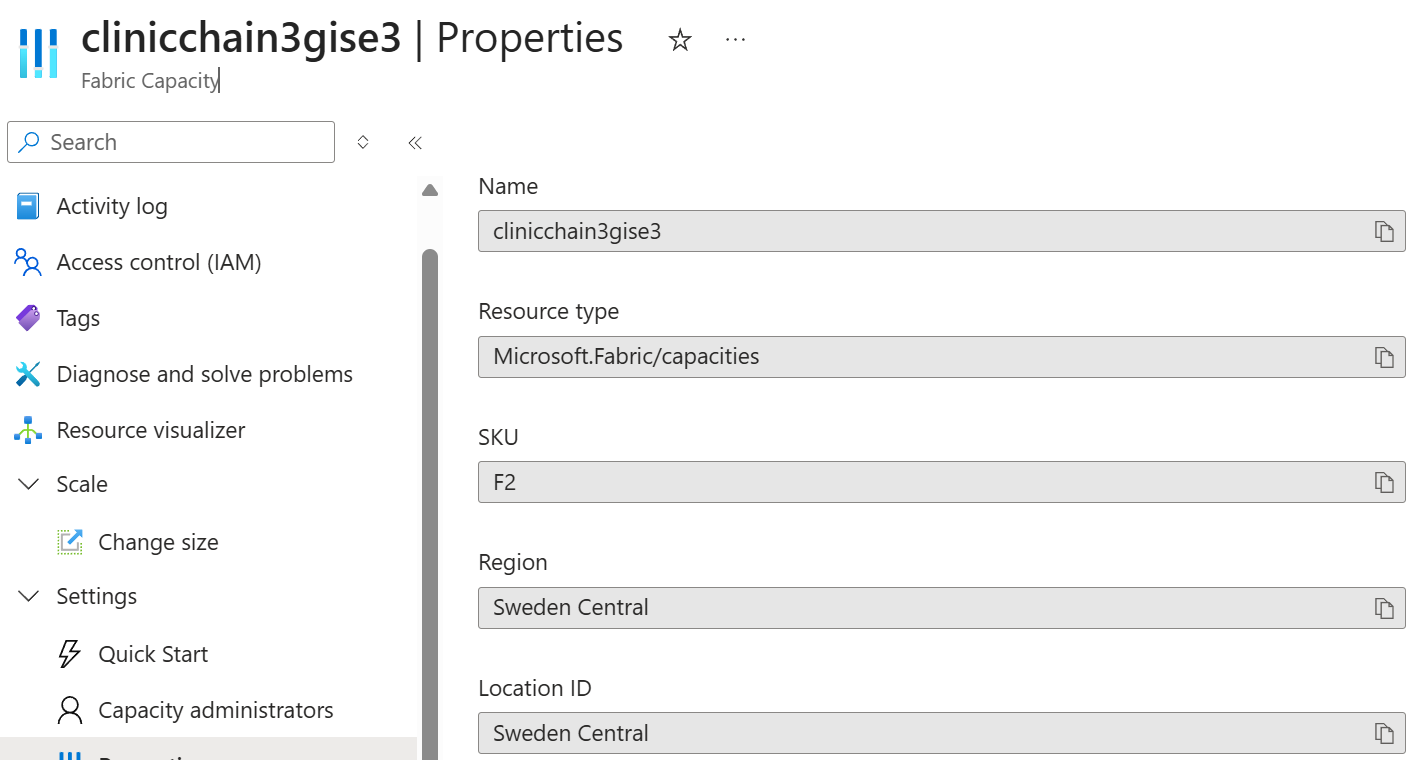 clinicchain3gise3 | Properties
Fabric Capacity
Search
Activity log
Access control (IAM)
Tags
Diagnose and solve problems
Resource visualizer
Scale
Change size
Settings
Quick Start
Capacity administrators
Name
clinicchain3gise3
Resource type
Microsoft.Fabric/capacities
SKU
F2
Region
Sweden Central
Location ID
Sweden Central